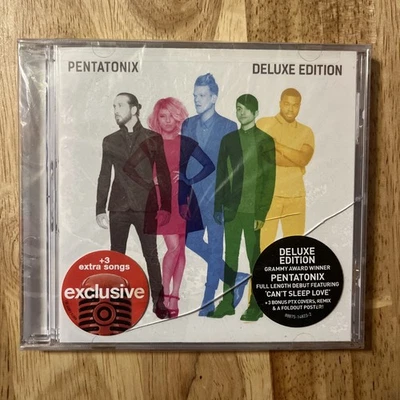 PENTATONIX
DELUXE EDITION
+3
extra songs
exclusive
DELUXE
EDITION
GRAMMY AWARD WINNER
PENTATONIX
FULL LENGTH DEBUT FEATURING
"CAN'T SLEEP LOVE"
+3 BONUS PTX COVERS, REMIX
& A FOLDOUT POSTER!